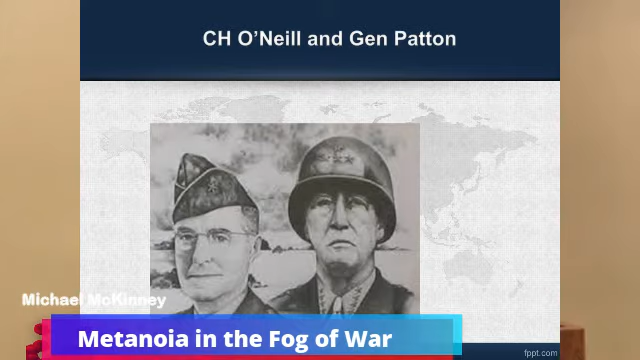 CH O’Neill and Gen Patton
Michael McKinney
Metanoia in the Fog of War
fppt.com